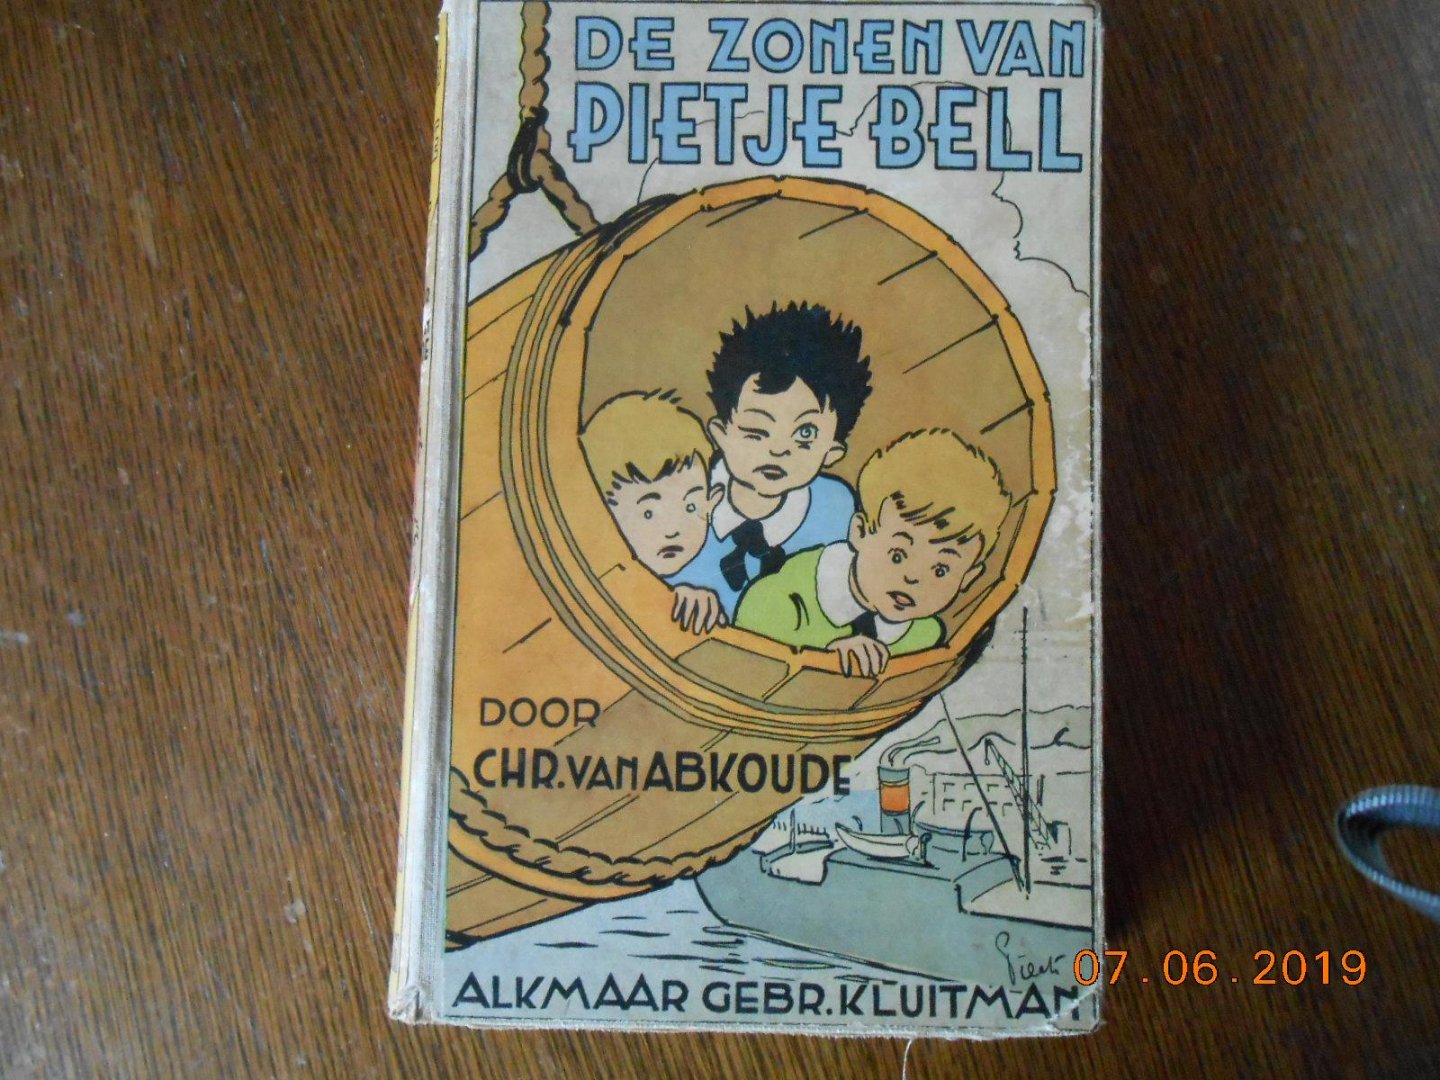 DE ZONEN VAN
PIETJE BELL
DOOR
CHR. VAN ABKOUDE
ALKMAAR GEBR. KLUITMAN
07.06.2019